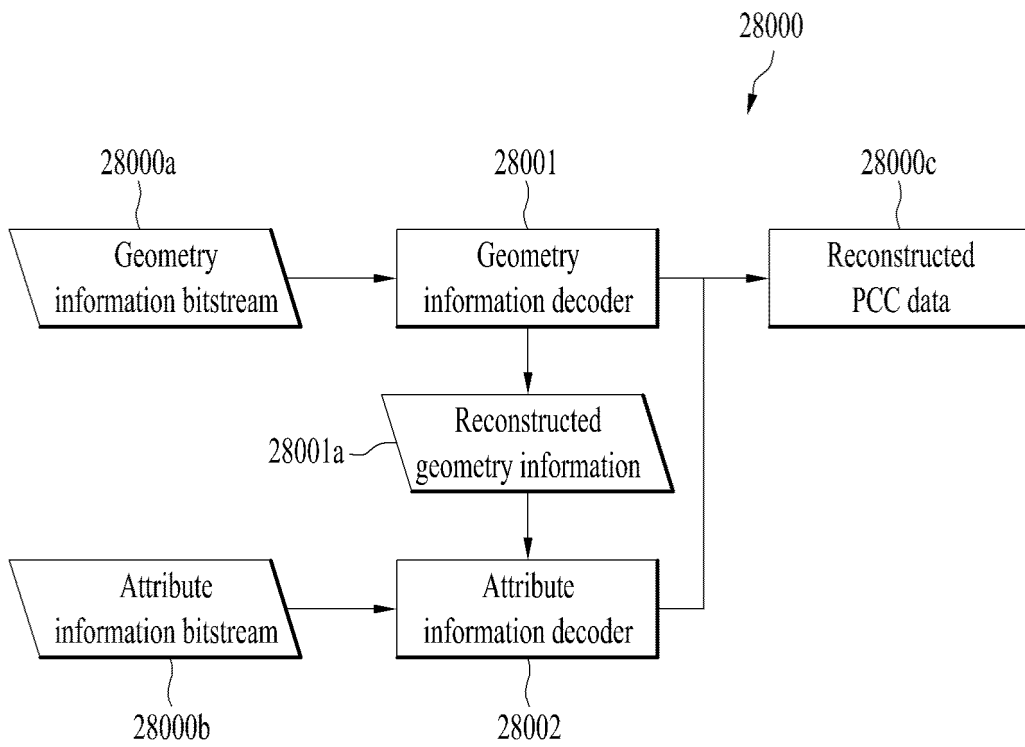 28000
28000a
28001
28000c
Geometry
information bitstream
Geometry
information decoder
Reconstructed
PCC data
28001a
Reconstructed
geometry information
Attribute
information bitstream
Attribute
information decoder
28000b
28002